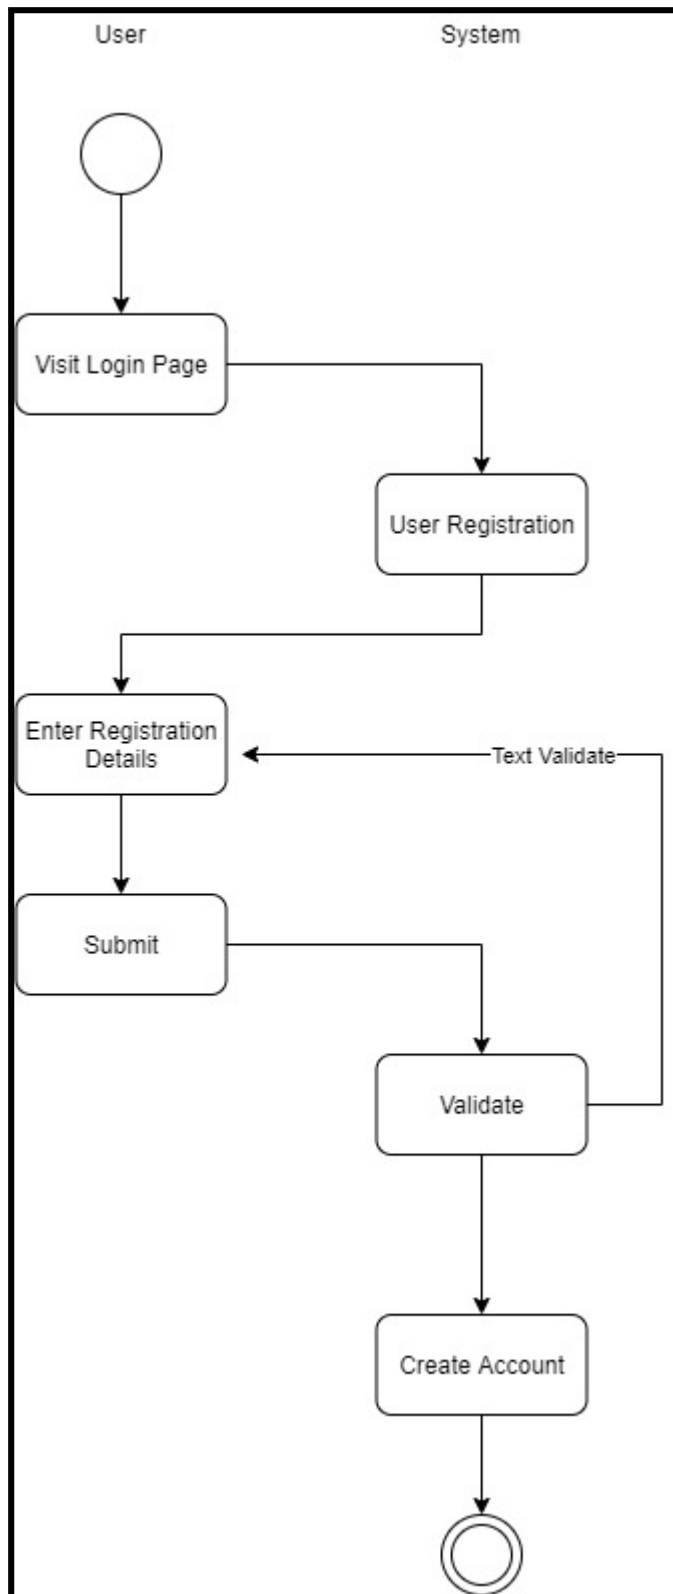 User
System
Visit Login Page
User Registration
Enter Registration
Details
Text Validate
Submit
Validate
Create Account